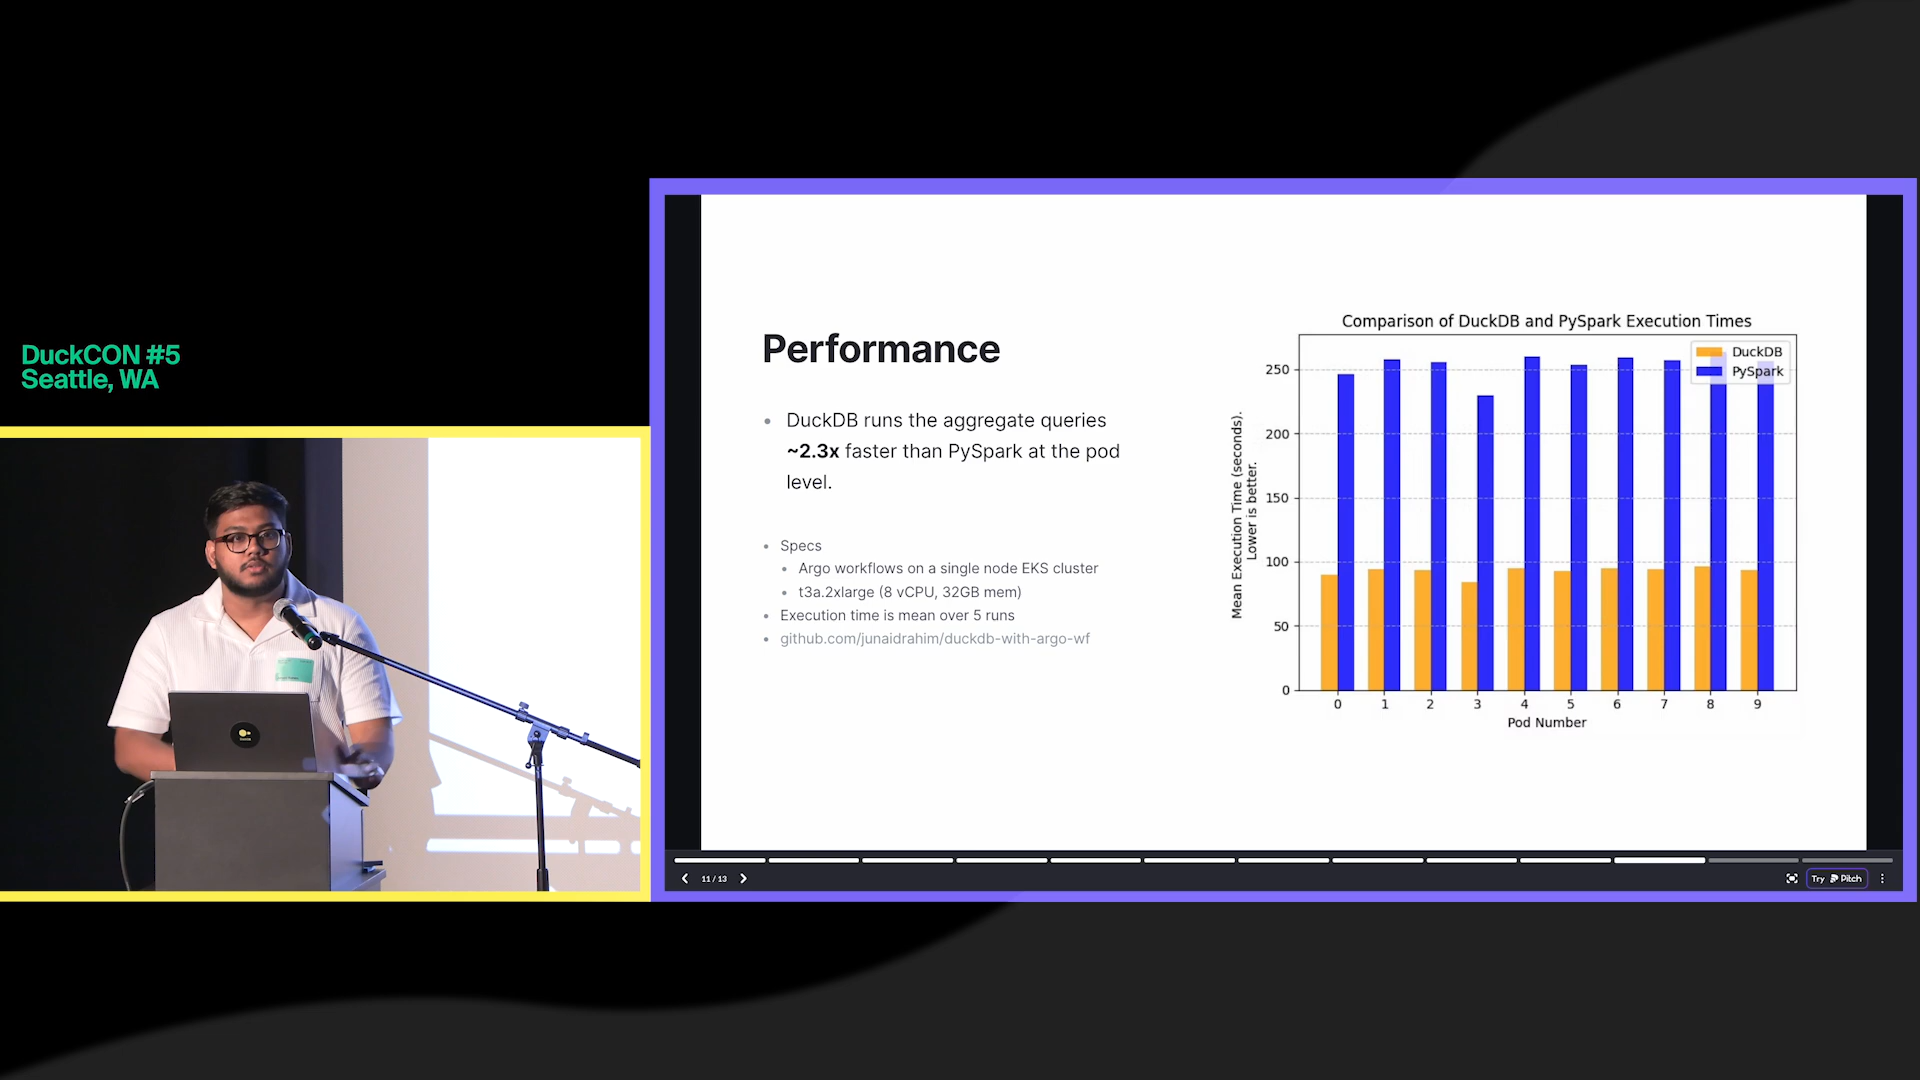 DuckCON #5
Seattle, WA
Performance
DuckDB runs the aggregate queries
~2.3x faster than PySpark at the pod
level.
Specs
Argo workflows on a single node EKS cluster
t3a.2xlarge (8 vCPU, 32GB mem)
Execution time is mean over 5 runs
github.com/junaidrahim/duckdb-with-argo-wf
Comparison of DuckDB and PySpark Execution Times
DuckDB
PySpark
Mean Execution Time (seconds).
Lower is better.
250
200
150
100
50
0
0 1 2 3 4 5 6 7 8 9
Pod Number
11 / 13
Try Pitch